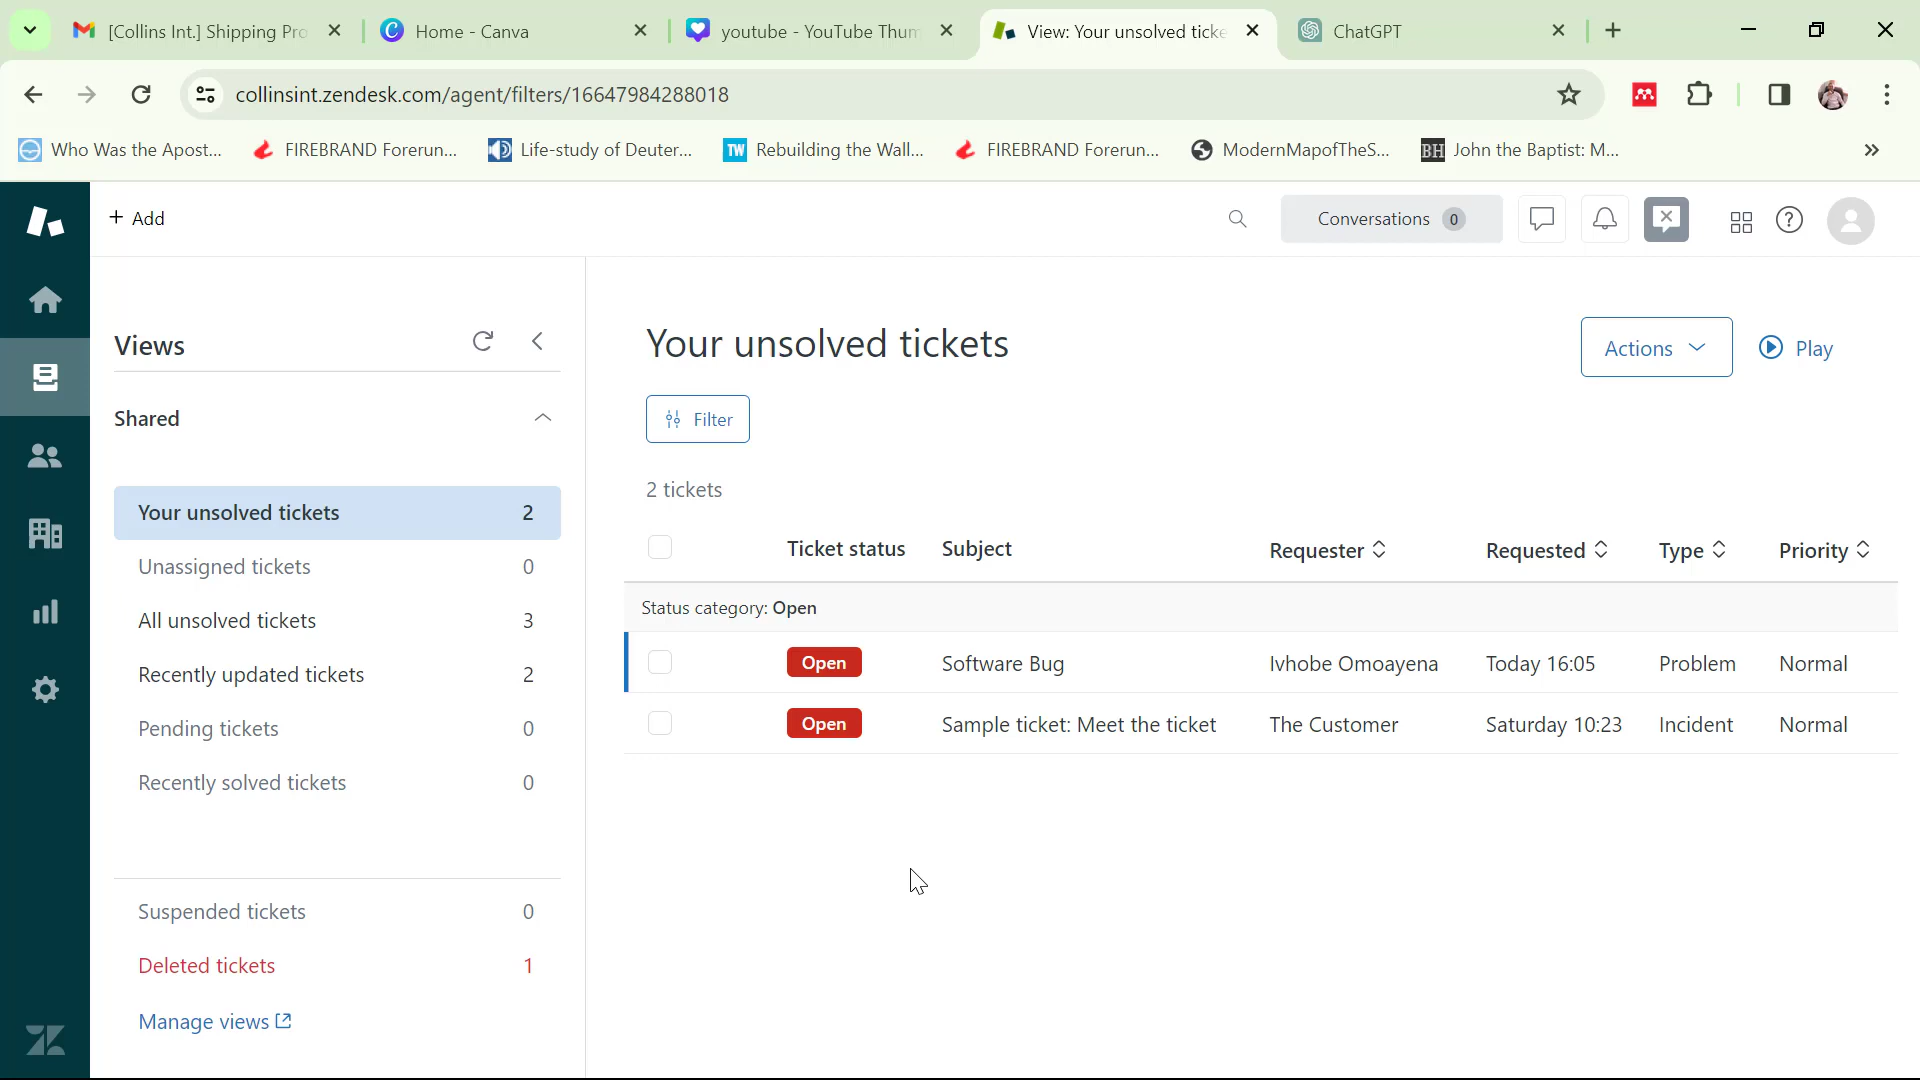 [Collins Int.] Shipping Pro
Home - Canva
youtube - YouTube Thum
View: Your unsolved ticke
ChatGPT
collinsint.zendesk.com/agent/filters/16647984288018
Who Was the Apost...
FIREBRAND Forerun...
Life-study of Deuter...
TW Rebuilding the Wall...
FIREBRAND Forerun...
ModernMapofTheS...
BH John the Baptist: M...
+ Add
Conversations 0
Views
Shared
Your unsolved tickets 2
Unassigned tickets 0
All unsolved tickets 3
Recently updated tickets 2
Pending tickets 0
Recently solved tickets 0
Suspended tickets 0
Deleted tickets 1
Manage views
Your unsolved tickets
Actions
Play
Filter
2 tickets
Ticket status Subject Requester Requested Type Priority
Status category: Open
Open Software Bug Ivhobe Omoayena Today 16:05 Problem Normal
Open Sample ticket: Meet the ticket The Customer Saturday 10:23 Incident Normal